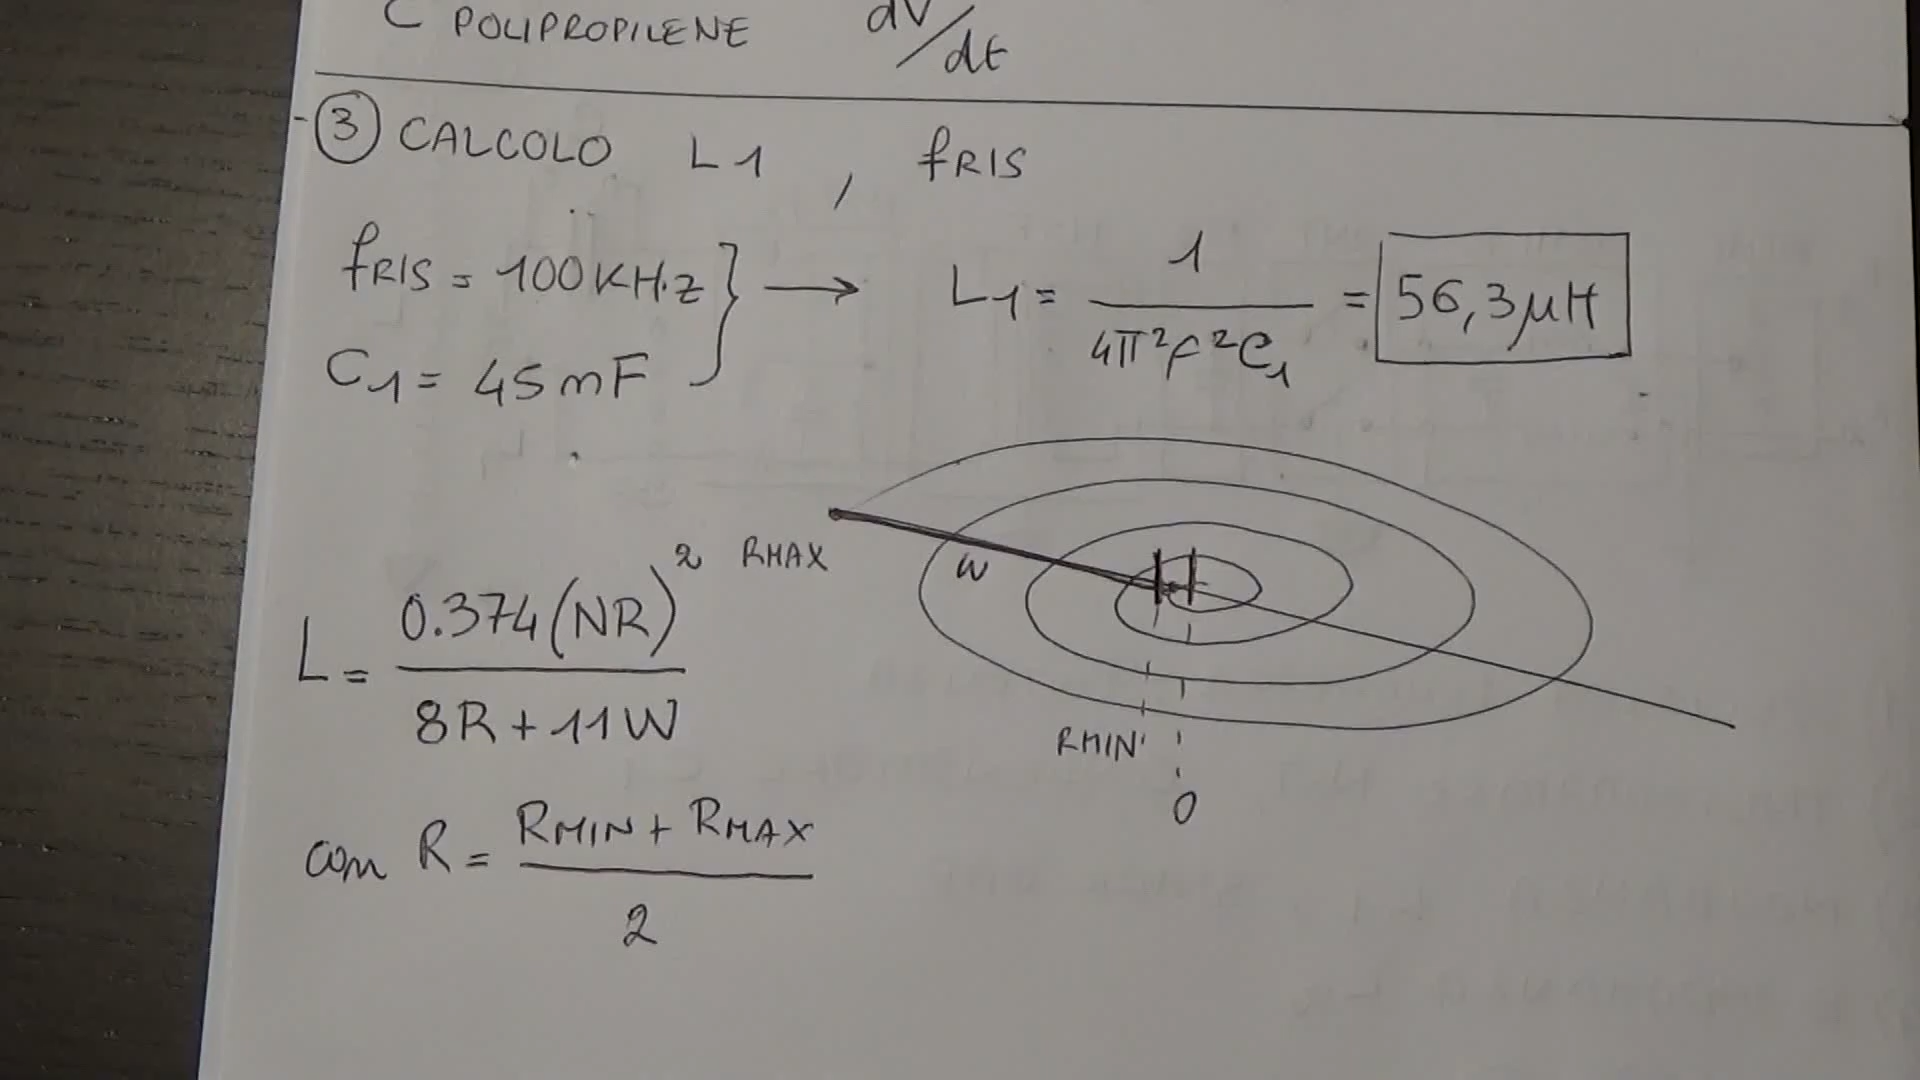 C POLIPROPILENE dV/dt
③ CALCOLO L1 , fRIS
fRIS = 100KHz } → L1 = 1 / 4π²f²C1 = 56,3μH
C1 = 45nF
L = 0.374(NR)² / 8R + 11W
RMAX
W
RMIN
0
con R = RMIN + RMAX / 2